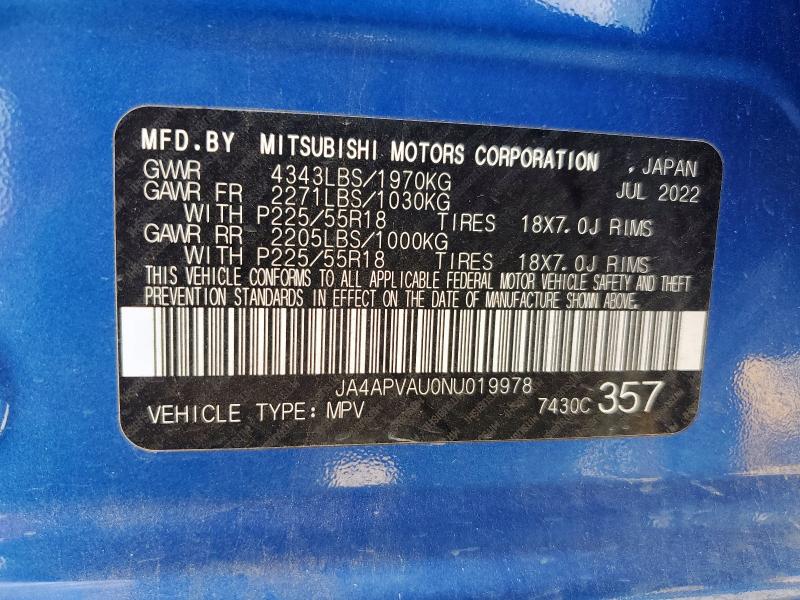 MFD.BY MITSUBISHI MOTORS CORPORATION , JAPAN
GVWR 4343LBS/1970KG JUL 2022
GAWR FR 2271LBS/1030KG
WITH P225/55R18 TIRES 18X7.0J RIMS
GAWR RR 2205LBS/1000KG
WITH P225/55R18 TIRES 18X7.0J RIMS
THIS VEHICLE CONFORMS TO ALL APPLICABLE FEDERAL MOTOR VEHICLE SAFETY AND THEFT
PREVENTION STANDARDS IN EFFECT ON THE DATE OF MANUFACTURE SHOWN ABOVE.
JA4APVAU0NU019978
VEHICLE TYPE: MPV 7430C 357